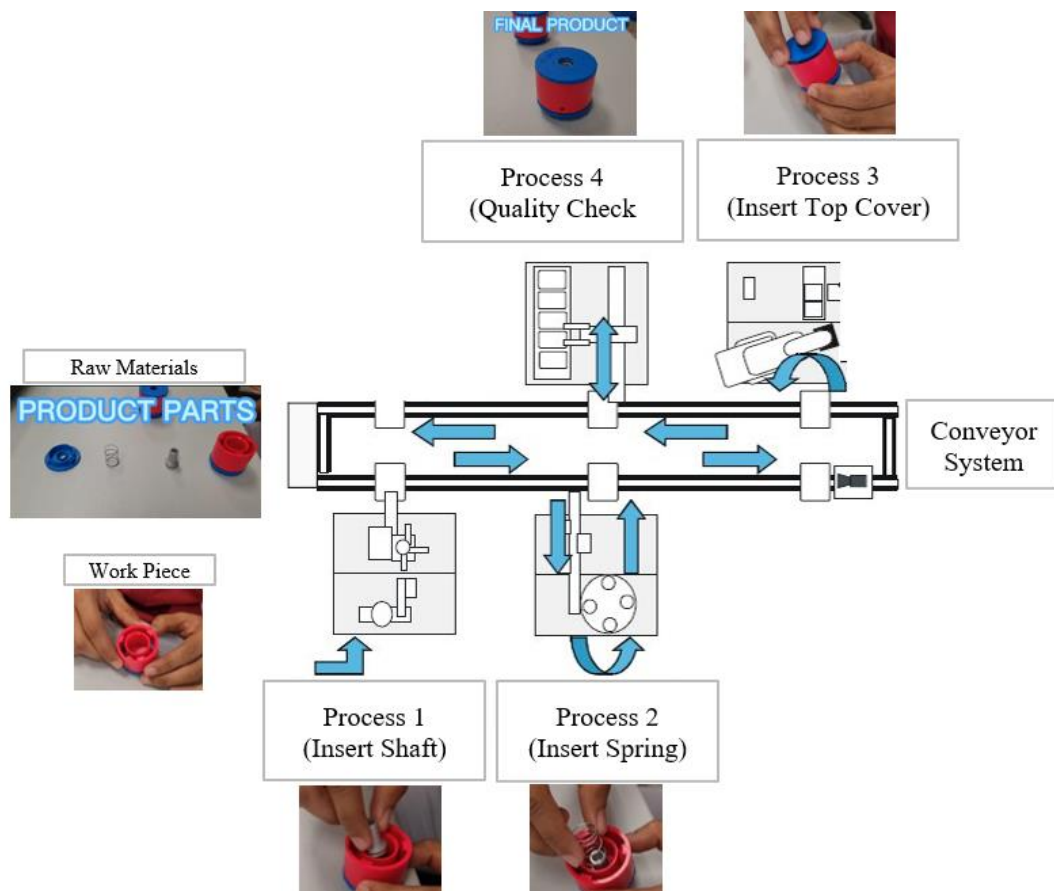 FINAL PRODUCT
Process 4
(Quality Check
Process 3
(Insert Top Cover)
Raw Materials
PRODUCT PARTS
Conveyor
System
Work Piece
Process 1
(Insert Shaft)
Process 2
(Insert Spring)